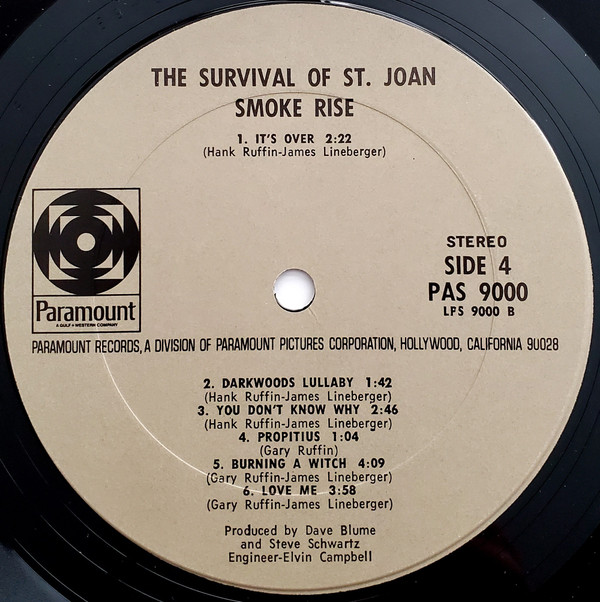 THE SURVIVAL OF ST. JOAN
SMOKE RISE
1. IT'S OVER 2:22
(Hank Ruffin-James Lineberger)
Paramount
A GULF+WESTERN COMPANY
STEREO
SIDE 4
PAS 9000
LPS 9000 B
PARAMOUNT RECORDS, A DIVISION OF PARAMOUNT PICTURES CORPORATION, HOLLYWOOD, CALIFORNIA 90028
2. DARKWOODS LULLABY 1:42
(Hank Ruffin-James Lineberger)
3. YOU DON'T KNOW WHY 2:46
(Hank Ruffin-James Lineberger)
4. PROPITIUS 1:04
(Gary Ruffin)
5. BURNING A WITCH 4:09
(Gary Ruffin-James Lineberger)
6. LOVE ME 3:58
(Gary Ruffin-James Lineberger)
Produced by Dave Blume
and Steve Schwartz
Engineer-Elvin Campbell